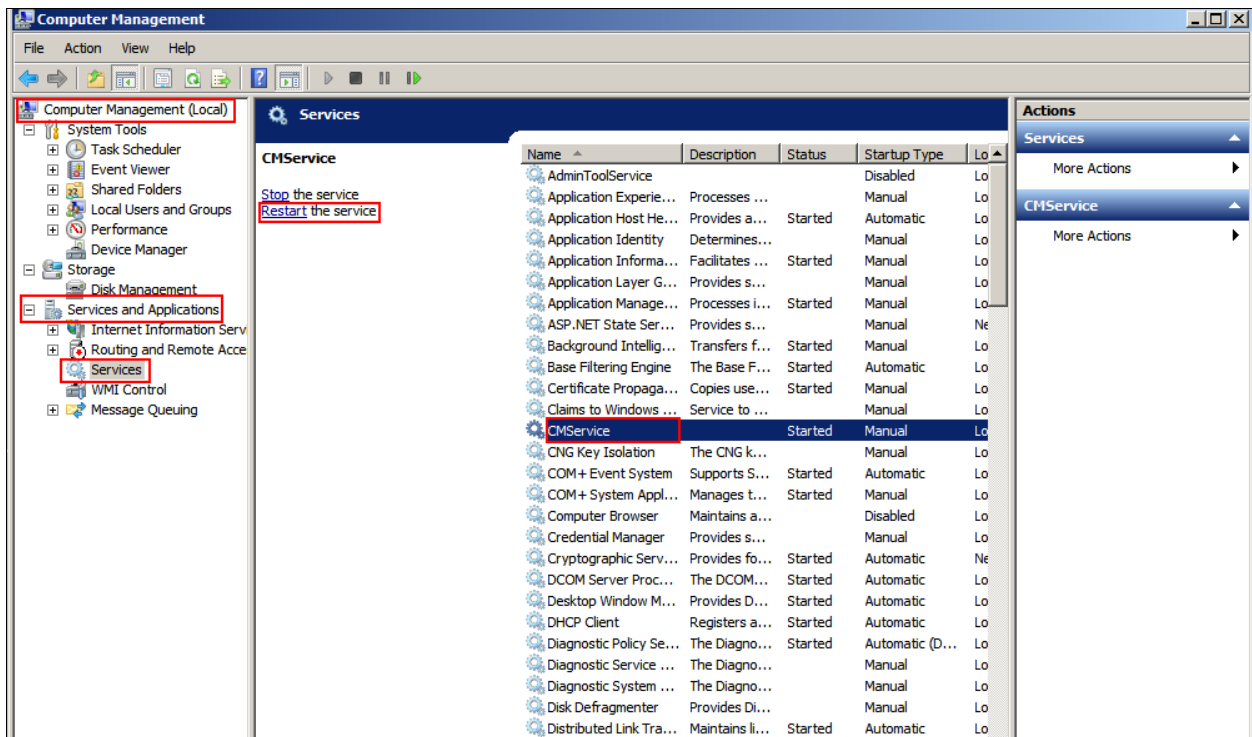 Computer Management
File Action View Help
Computer Management (Local)
System Tools
Task Scheduler
Event Viewer
Shared Folders
Local Users and Groups
Performance
Device Manager
Storage
Disk Management
Services and Applications
Internet Information Servi
Routing and Remote Acce
Services
WMI Control
Message Queuing
Services
CMService
Stop the service
Restart the service
Name Description Status Startup Type Lo
AdminToolService Disabled Lo
Application Experie... Processes ... Manual Lo
Application Host He... Provides a... Started Automatic Lo
Application Identity Determines... Manual Lo
Application Informa... Facilitates ... Started Manual Lo
Application Layer G... Provides s... Manual Lo
Application Manage... Processes i... Started Manual Lo
ASP.NET State Ser... Provides s... Manual Ne
Background Intellig... Transfers f... Started Manual Lo
Base Filtering Engine The Base F... Started Automatic Lo
Certificate Propaga... Copies use... Started Manual Lo
Claims to Windows ... Service to ... Manual Lo
CMService Started Manual Lo
CNG Key Isolation The CNG k... Manual Lo
COM+ Event System Supports S... Started Automatic Lo
COM+ System Appl... Manages t... Started Manual Lo
Computer Browser Maintains a... Disabled Lo
Credential Manager Provides s... Manual Lo
Cryptographic Serv... Provides fo... Started Automatic Ne
DCOM Server Proc... The DCOM... Started Automatic Lo
Desktop Window M... Provides D... Started Automatic Lo
DHCP Client Registers a... Started Automatic Lo
Diagnostic Policy Se... The Diagno... Started Automatic (D... Lo
Diagnostic Service ... The Diagno... Manual Lo
Diagnostic System ... The Diagno... Manual Lo
Disk Defragmenter Provides Di... Manual Lo
Distributed Link Tra... Maintains li... Started Automatic Lo
Actions
Services
More Actions
CMService
More Actions